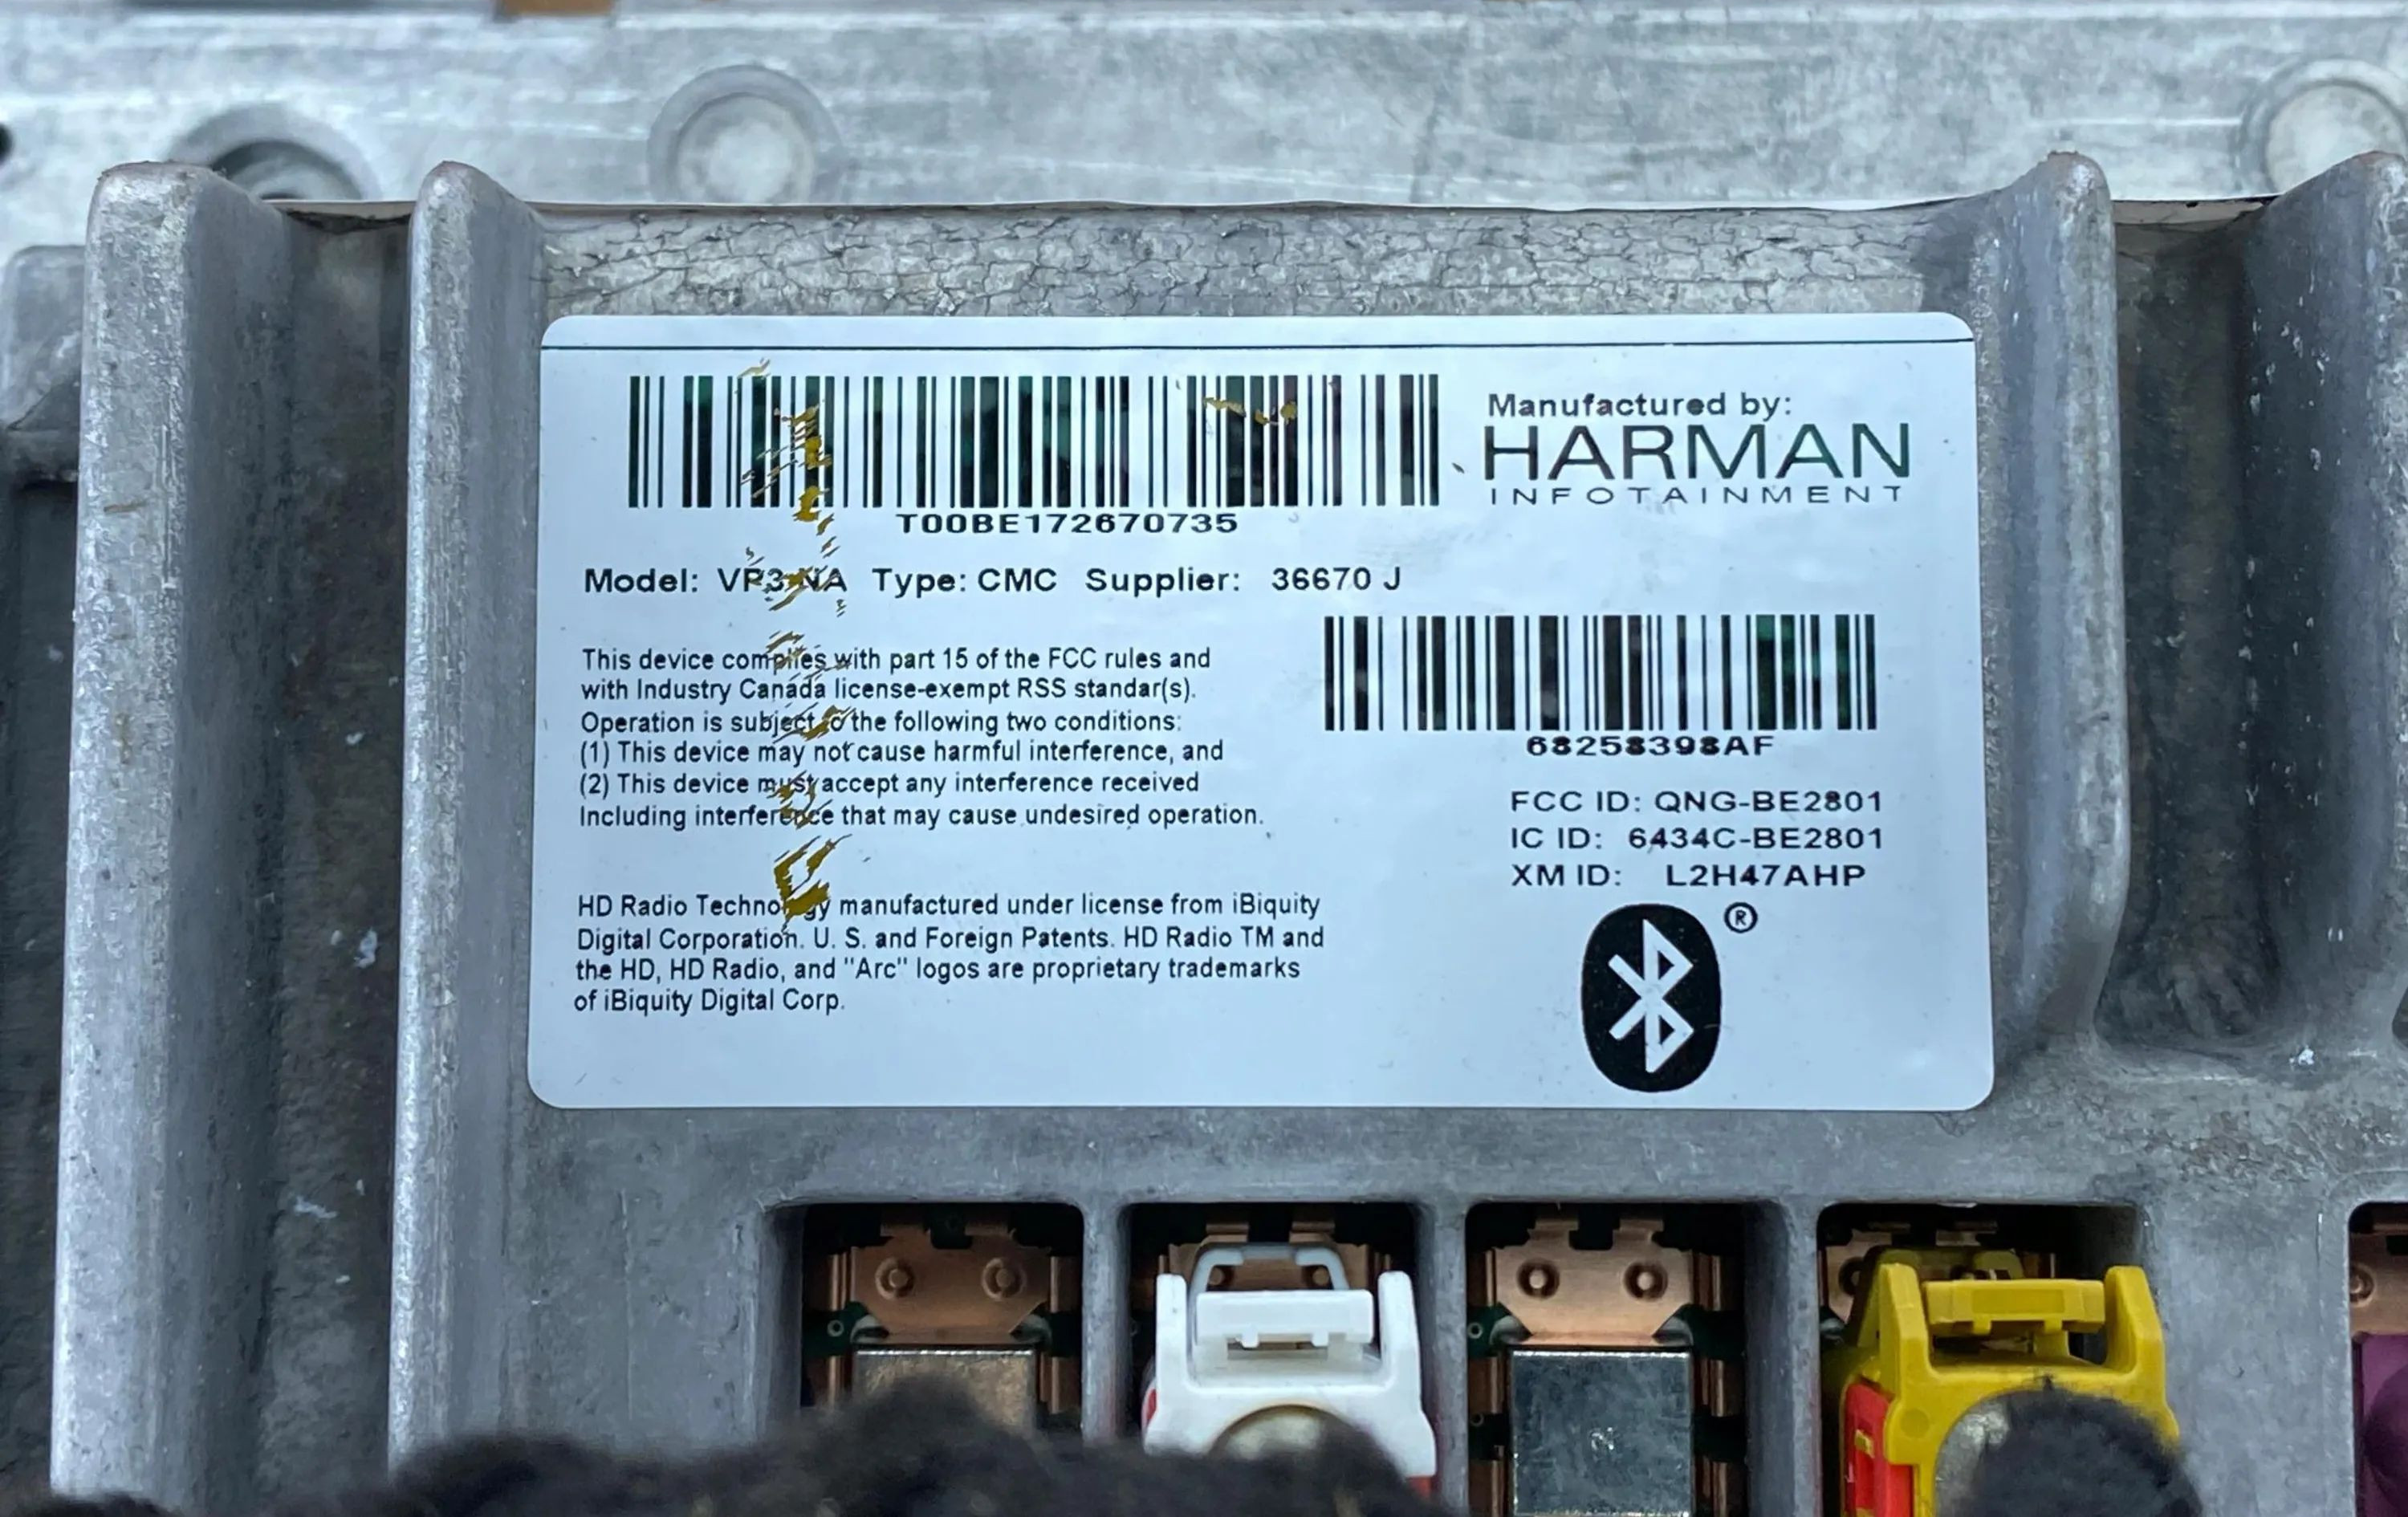 Manufactured by:
HARMAN
INFOTAINMENT
T00BE172670735
Model: VP3-NA Type: CMC Supplier: 36670 J
This device complies with part 15 of the FCC rules and
with Industry Canada license-exempt RSS standar(s).
Operation is subject to the following two conditions:
(1) This device may not cause harmful interference, and
(2) This device must accept any interference received
Including interference that may cause undesired operation.
68258398AF
FCC ID: QNG-BE2801
IC ID: 6434C-BE2801
XM ID: L2H47AHP
®
HD Radio Technology manufactured under license from iBiquity
Digital Corporation. U. S. and Foreign Patents. HD Radio TM and
the HD, HD Radio, and "Arc" logos are proprietary trademarks
of iBiquity Digital Corp.